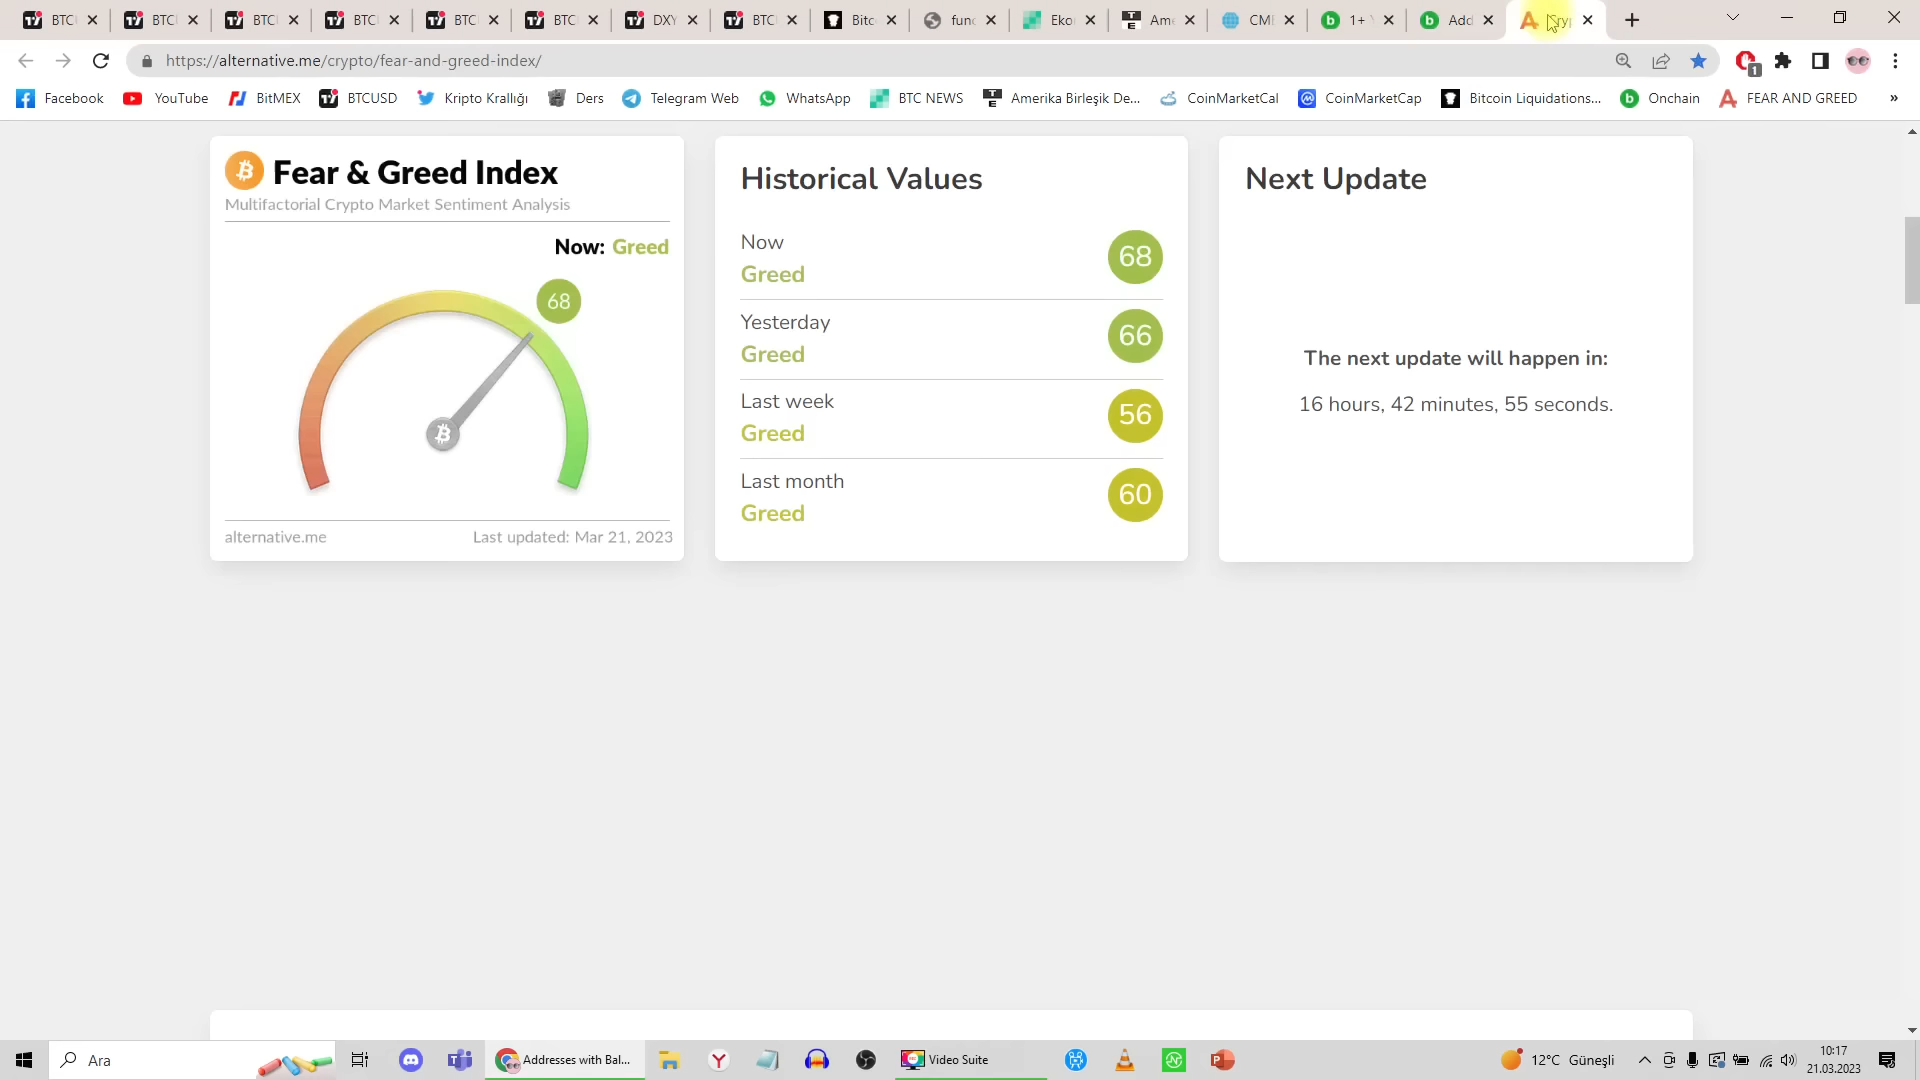 BTC
BTC
BTC
BTC
BTC
BTC
DXY
BTC
Bitc
func
Eko
Ame
CME
1+
Add
Cryp
https://alternative.me/crypto/fear-and-greed-index/
1
Facebook
YouTube
BitMEX
BTCUSD
Kripto Krallığı
Ders
Telegram Web
WhatsApp
BTC NEWS
Amerika Birleşik De...
CoinMarketCal
CoinMarketCap
Bitcoin Liquidations...
Onchain
FEAR AND GREED
»
Fear & Greed Index
Multifactorial Crypto Market Sentiment Analysis
Now: Greed
68
alternative.me
Last updated: Mar 21, 2023
Historical Values
Now
Greed
68
Yesterday
Greed
66
Last week
Greed
56
Last month
Greed
60
Next Update
The next update will happen in:
16 hours, 42 minutes, 55 seconds.
Ara
Addresses with Bal...
Video Suite
12°C Güneşli
10:17
21.03.2023